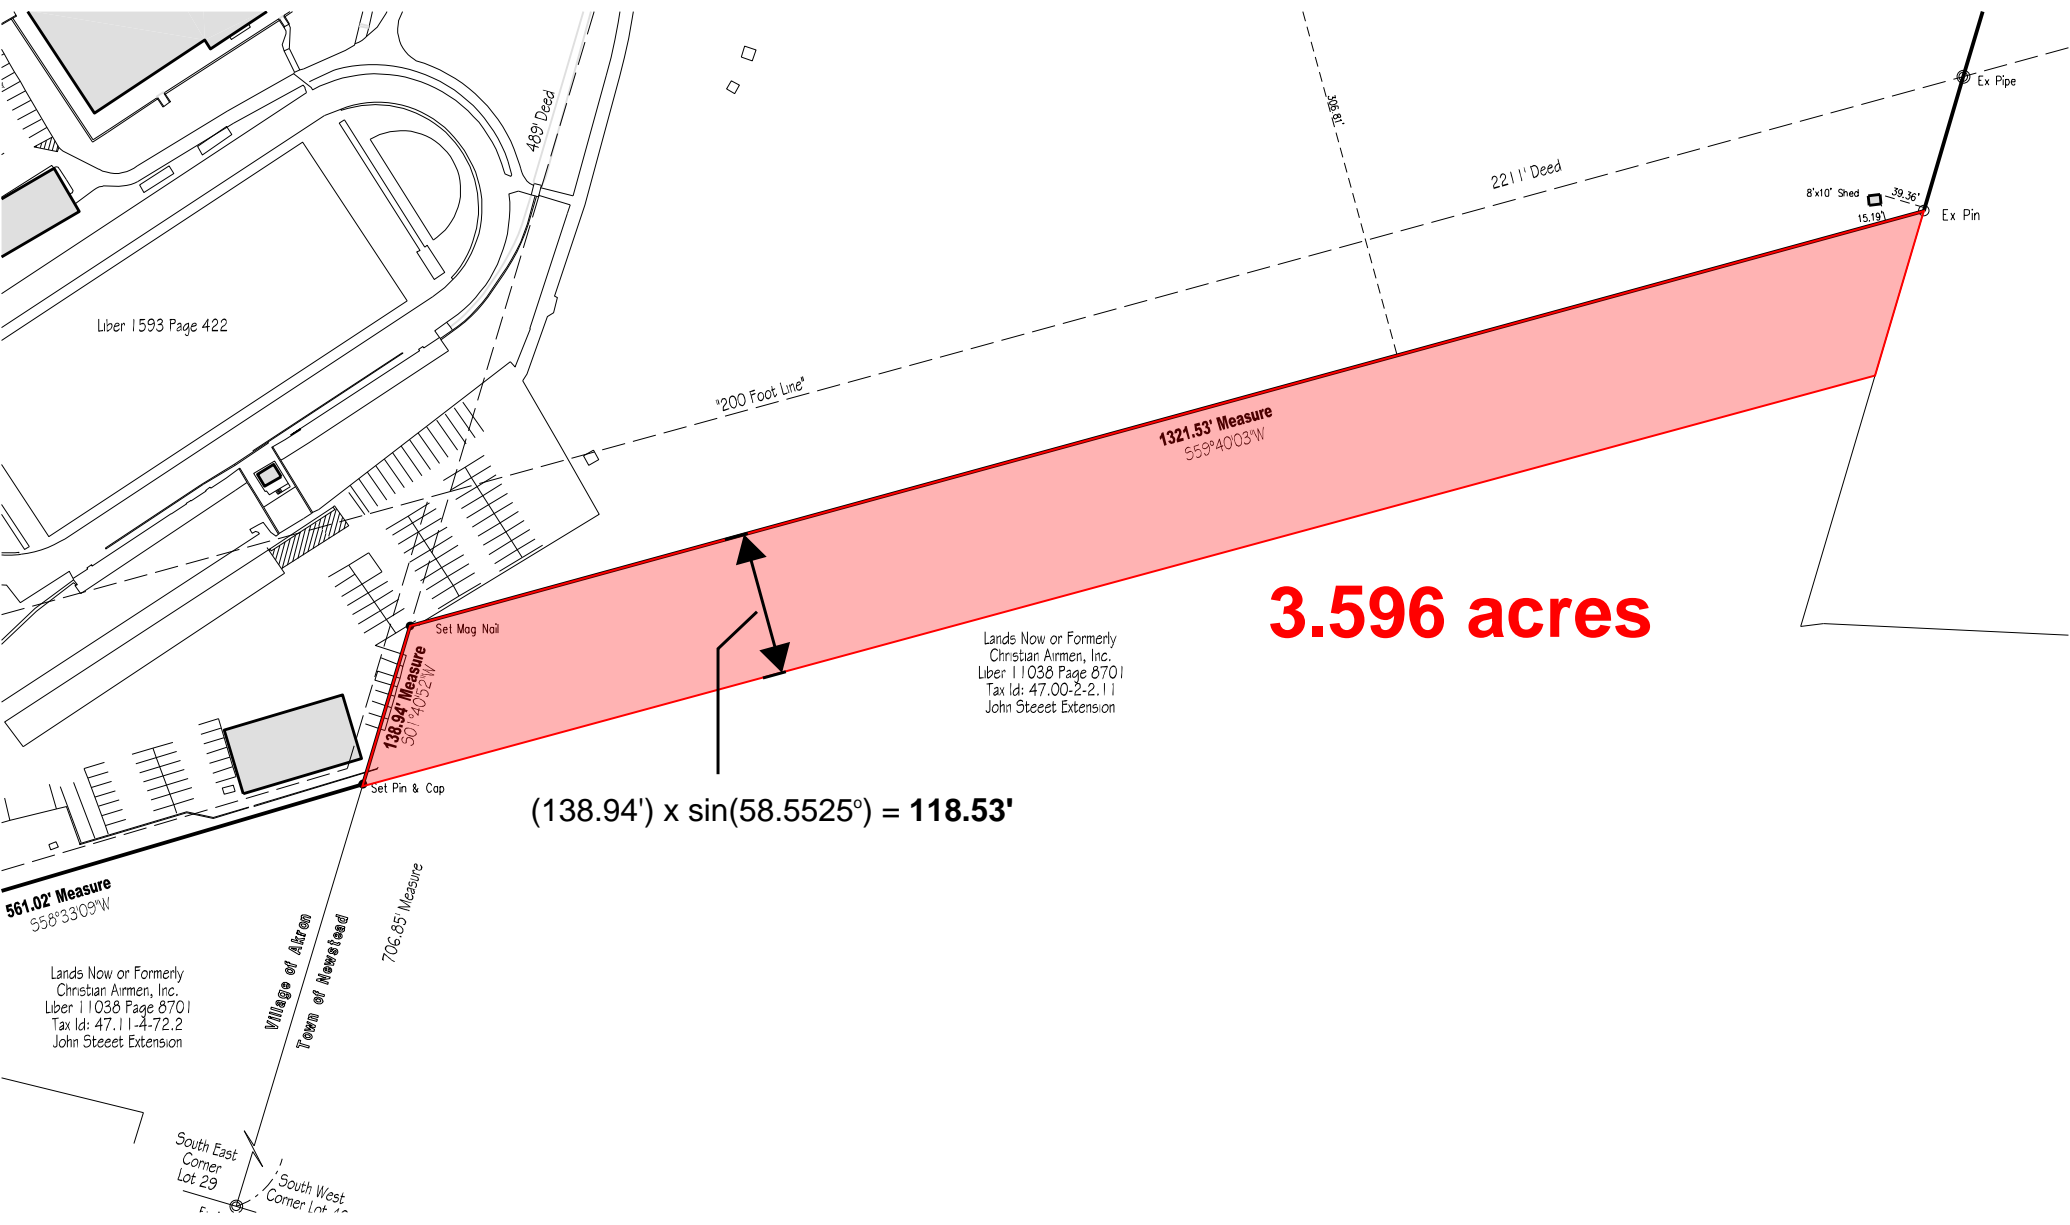 489' Deed
306.81'
Ex Pipe
2211' Deed
8'x10' Shed
39.36'
15.19'
Ex Pin
Liber 1593 Page 422
"200 Foot Line"
1321.53' Measure
S59°40'03"W
3.596 acres
Set Mag Nail
138.94' Measure
S01°40'52"W
Lands Now or Formerly
Christian Airmen, Inc.
Liber 11038 Page 8701
Tax Id: 47.00-2-2.11
John Steeet Extension
Set Pin & Cap
(138.94') x sin(58.5525°) = 118.53'
561.02' Measure
S58°33'09"W
706.85' Measure
Village of Akron
Town of Newstead
Lands Now or Formerly
Christian Airmen, Inc.
Liber 11038 Page 8701
Tax Id: 47.11-4-72.2
John Steeet Extension
South East
Corner
Lot 29
South West
Corner Lot